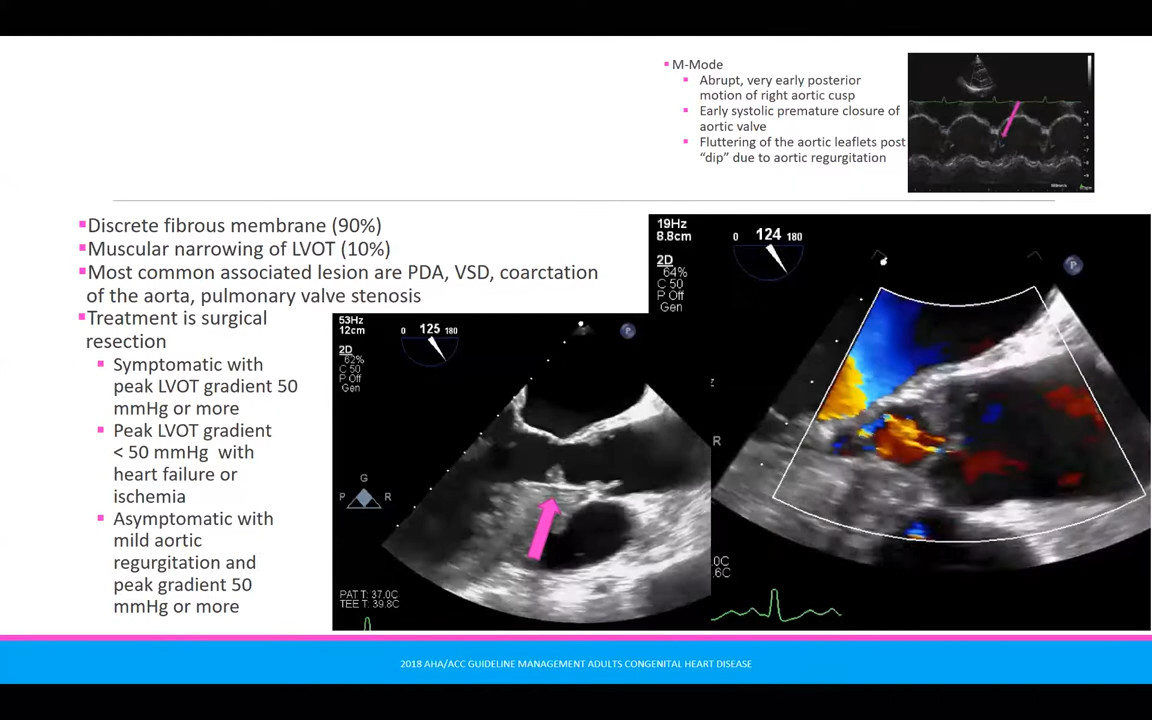 ▪M-Mode
▪ Abrupt, very early posterior
motion of right aortic cusp
▪ Early systolic premature closure of
aortic valve
▪ Fluttering of the aortic leaflets post
“dip” due to aortic regurgitation
▪Discrete fibrous membrane (90%)
▪Muscular narrowing of LVOT (10%)
▪Most common associated lesion are PDA, VSD, coarctation
of the aorta, pulmonary valve stenosis
▪Treatment is surgical
resection
▪ Symptomatic with
peak LVOT gradient 50
mmHg or more
▪ Peak LVOT gradient
< 50 mmHg with
heart failure or
ischemia
▪ Asymptomatic with
mild aortic
regurgitation and
peak gradient 50
mmHg or more
53Hz
12cm
0 125 180
2D
62%
C 50
P Off
Gen
P
G
P R
PAT T: 37.0C
TEE T: 39.8C
19Hz
8.8cm
0 124 180
2D
64%
C 50
P Off
Gen
P
R
.0C
.6C
2018 AHA/ACC GUIDELINE MANAGEMENT ADULTS CONGENITAL HEART DISEASE